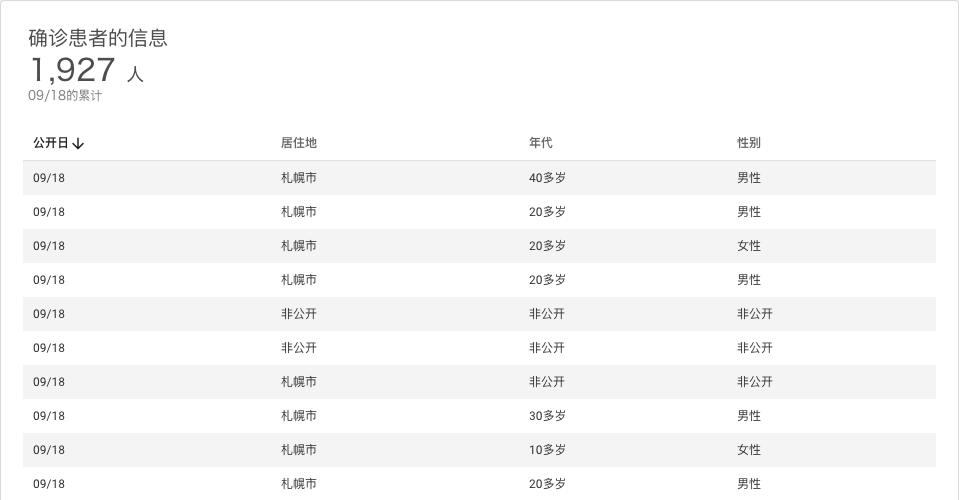 确诊患者的信息
1,927 人
09/18的累计
公开日↓ 居住地 年代 性别
09/18 札幌市 40多岁 男性
09/18 札幌市 20多岁 男性
09/18 札幌市 20多岁 女性
09/18 札幌市 20多岁 男性
09/18 非公开 非公开 非公开
09/18 非公开 非公开 非公开
09/18 札幌市 非公开 非公开
09/18 札幌市 30多岁 男性
09/18 札幌市 10多岁 女性
09/18 札幌市 20多岁 男性